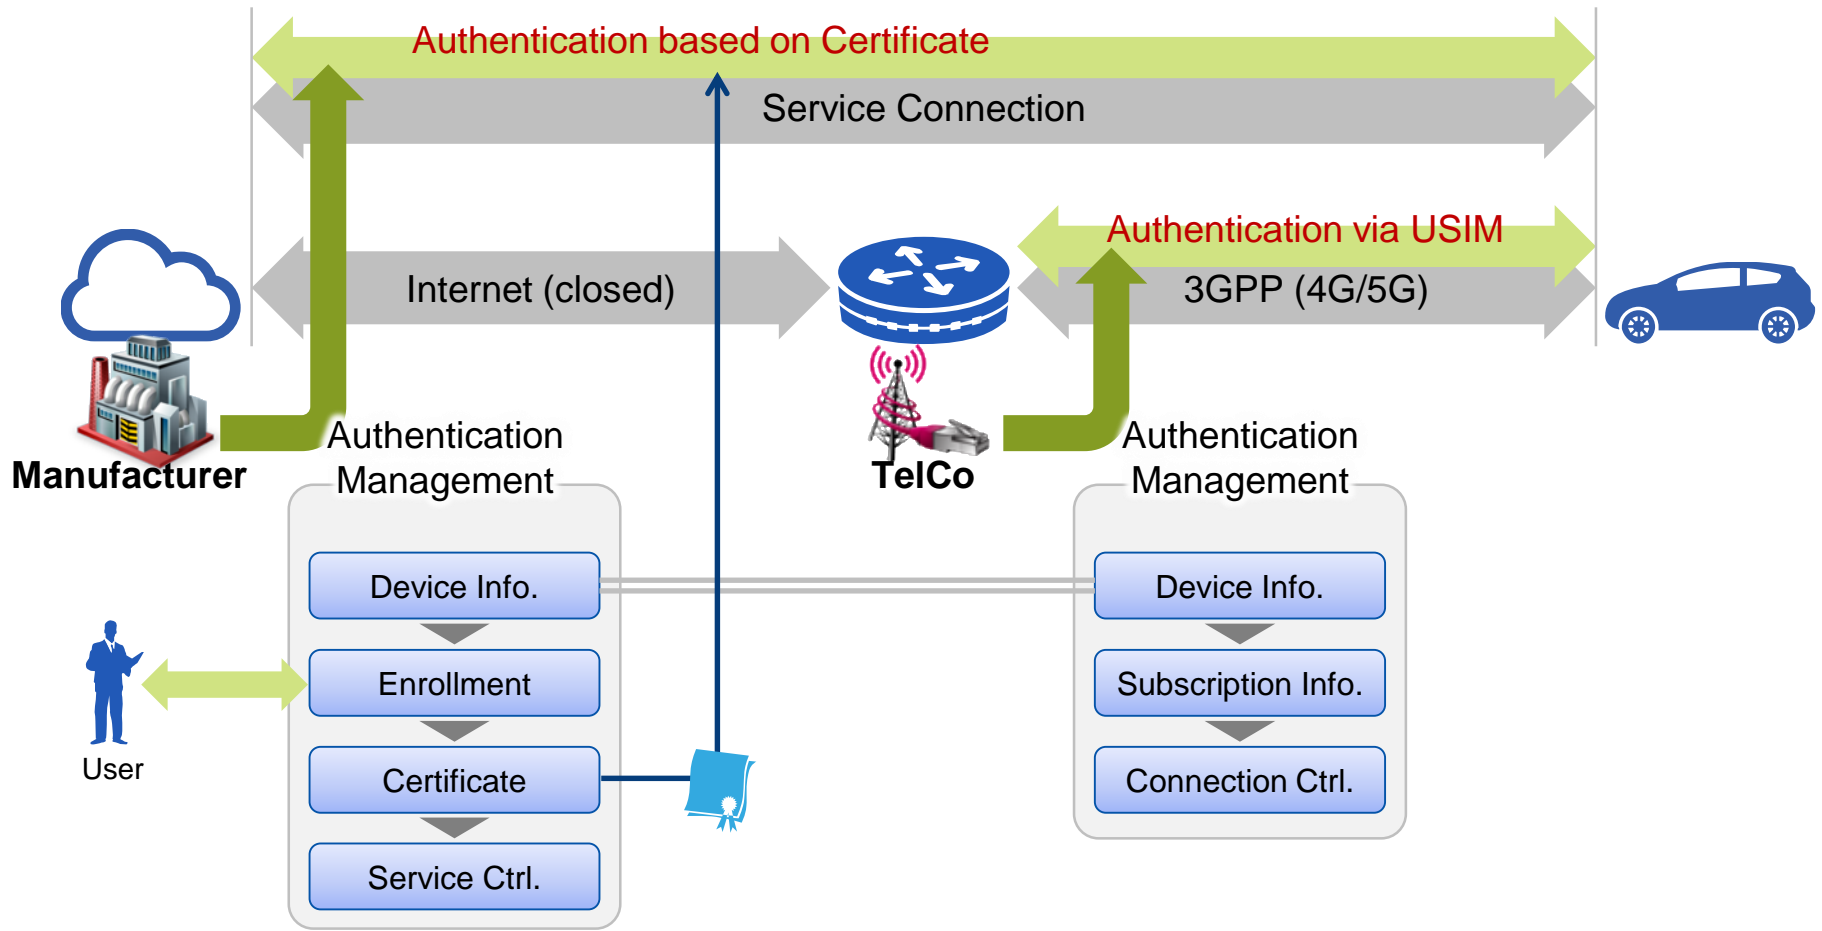 Authentication based on Certificate
Service Connection
Authentication via USIM
Internet (closed)
3GPP (4G/5G)
Manufacturer
Authentication
Management
TelCo
Authentication
Management
Device Info.
Enrollment
Certificate
Service Ctrl.
User
Device Info.
Subscription Info.
Connection Ctrl.